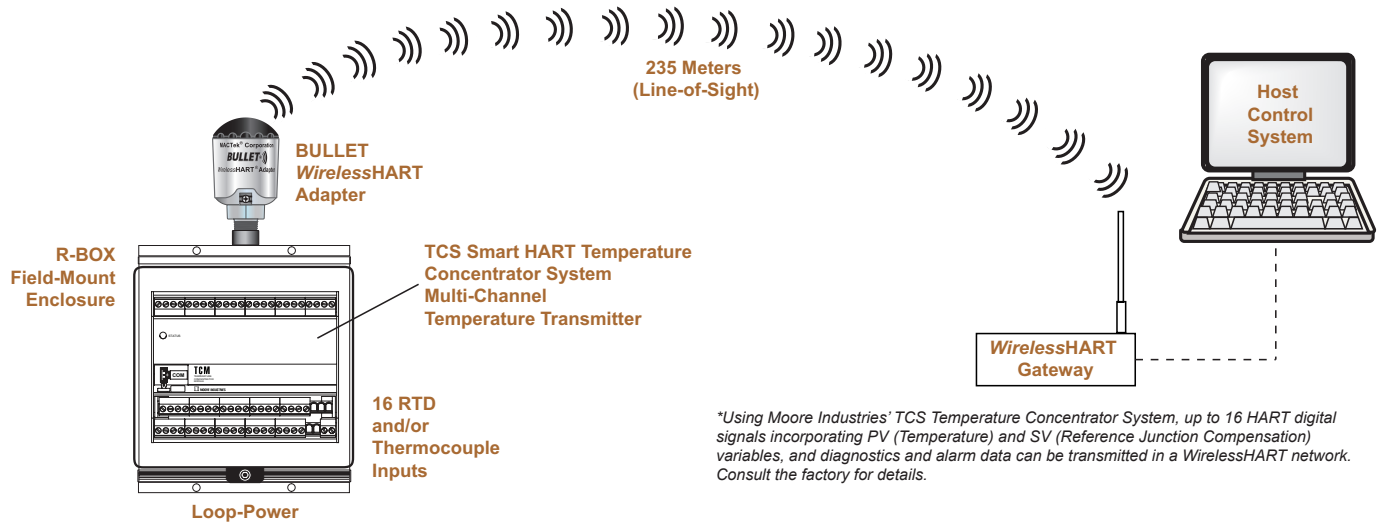 235 Meters
(Line-of-Sight)
Host
Control
System
MACTek® Corporation
BULLET
WirelessHART® Adapter
BULLET
WirelessHART
Adapter
R-BOX
Field-Mount
Enclosure
TCS Smart HART Temperature
Concentrator System
Multi-Channel
Temperature Transmitter
STATUS
COM
TCM
MOORE INDUSTRIES
WirelessHART
Gateway
16 RTD
and/or
Thermocouple
Inputs
*Using Moore Industries’ TCS Temperature Concentrator System, up to 16 HART digital
signals incorporating PV (Temperature) and SV (Reference Junction Compensation)
variables, and diagnostics and alarm data can be transmitted in a WirelessHART network.
Consult the factory for details.
Loop-Power